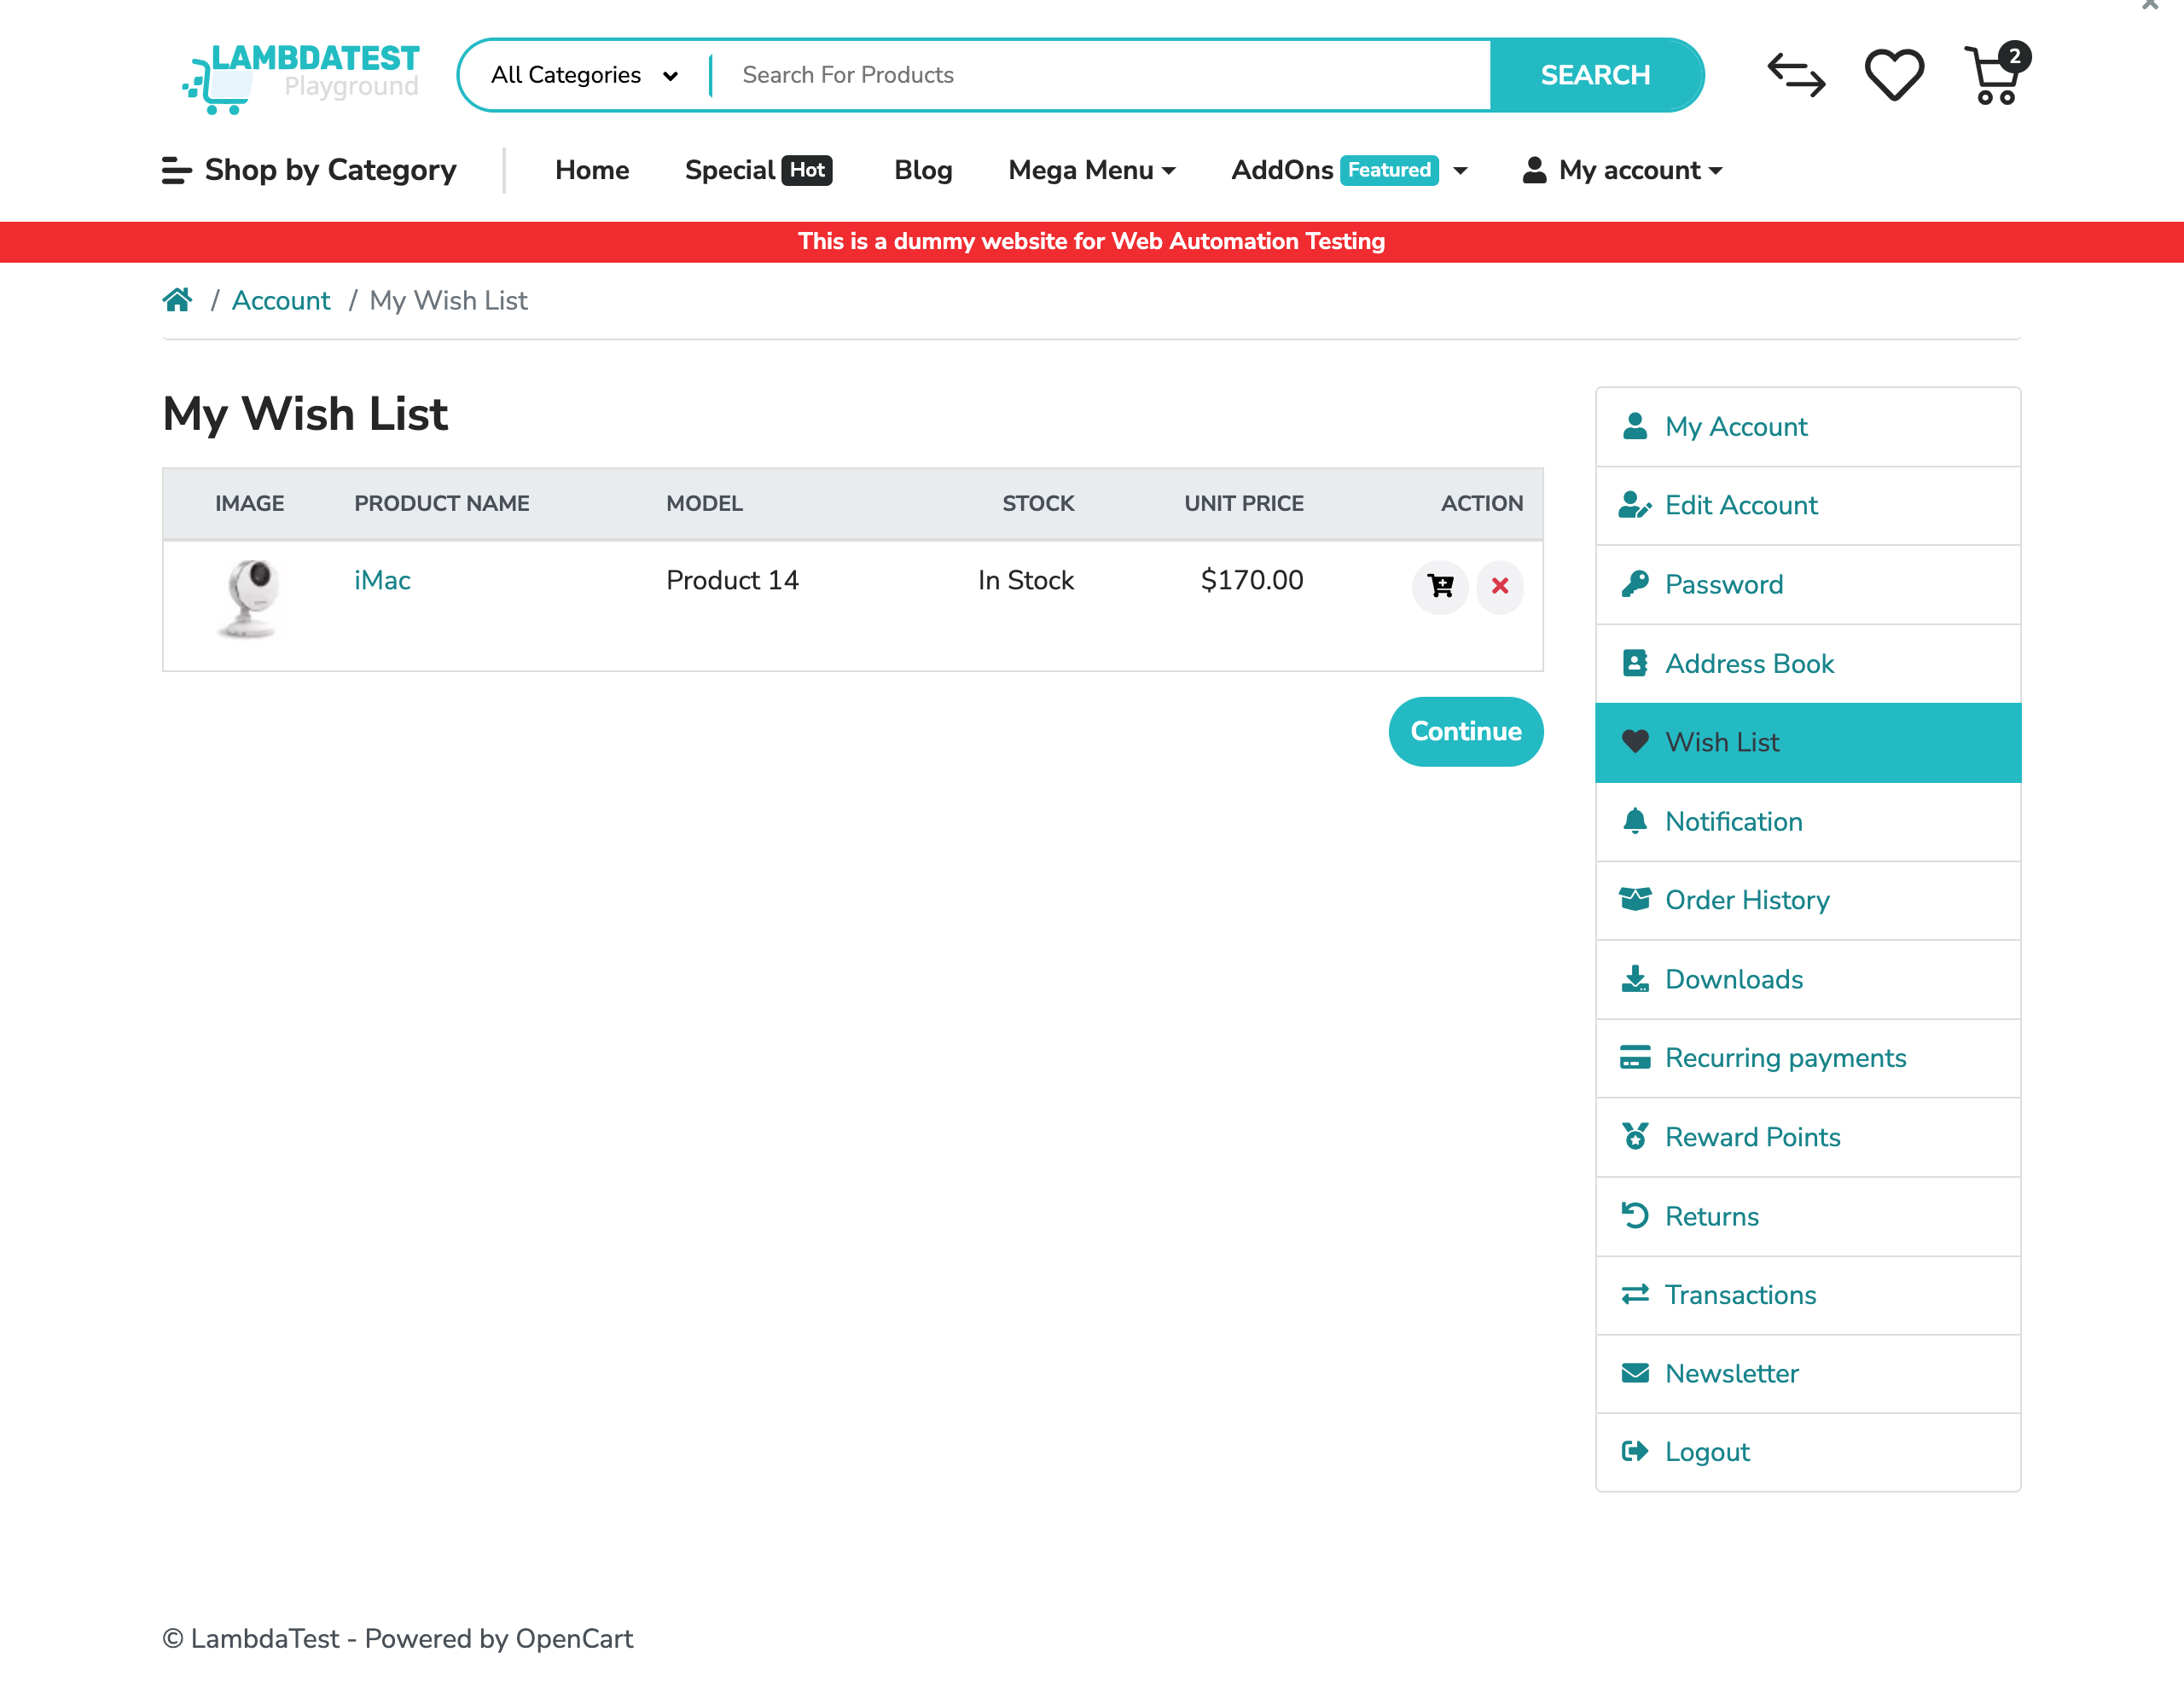 LAMBDATEST
Playground
All Categories
Search For Products
SEARCH
2
Shop by Category
Home
Special Hot
Blog
Mega Menu
AddOns Featured
My account
This is a dummy website for Web Automation Testing
/ Account / My Wish List
My Wish List
IMAGE PRODUCT NAME MODEL STOCK UNIT PRICE ACTION
iMac Product 14 In Stock $170.00
Continue
My Account
Edit Account
Password
Address Book
Wish List
Notification
Order History
Downloads
Recurring payments
Reward Points
Returns
Transactions
Newsletter
Logout
© LambdaTest - Powered by OpenCart